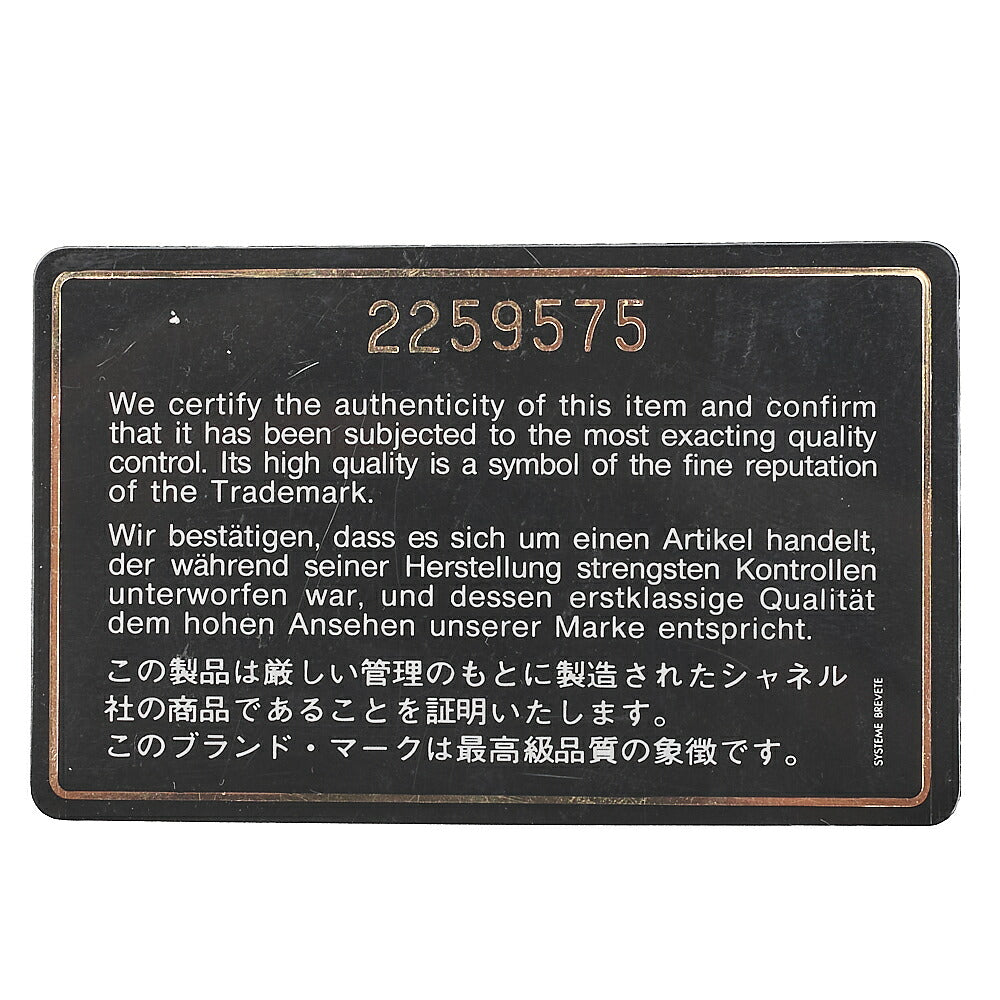 2259575
We certify the authenticity of this item and confirm
that it has been subjected to the most exacting quality
control. Its high quality is a symbol of the fine reputation
of the Trademark.
Wir bestätigen, dass es sich um einen Artikel handelt,
der während seiner Herstellung strengsten Kontrollen
unterworfen war, und dessen erstklassige Qualität
dem hohen Ansehen unserer Marke entspricht.
この製品は厳しい管理のもとに製造されたシャネル
社の商品であることを証明いたします。
このブランド・マークは最高級品質の象徴です。
SYSTEME BREVETE